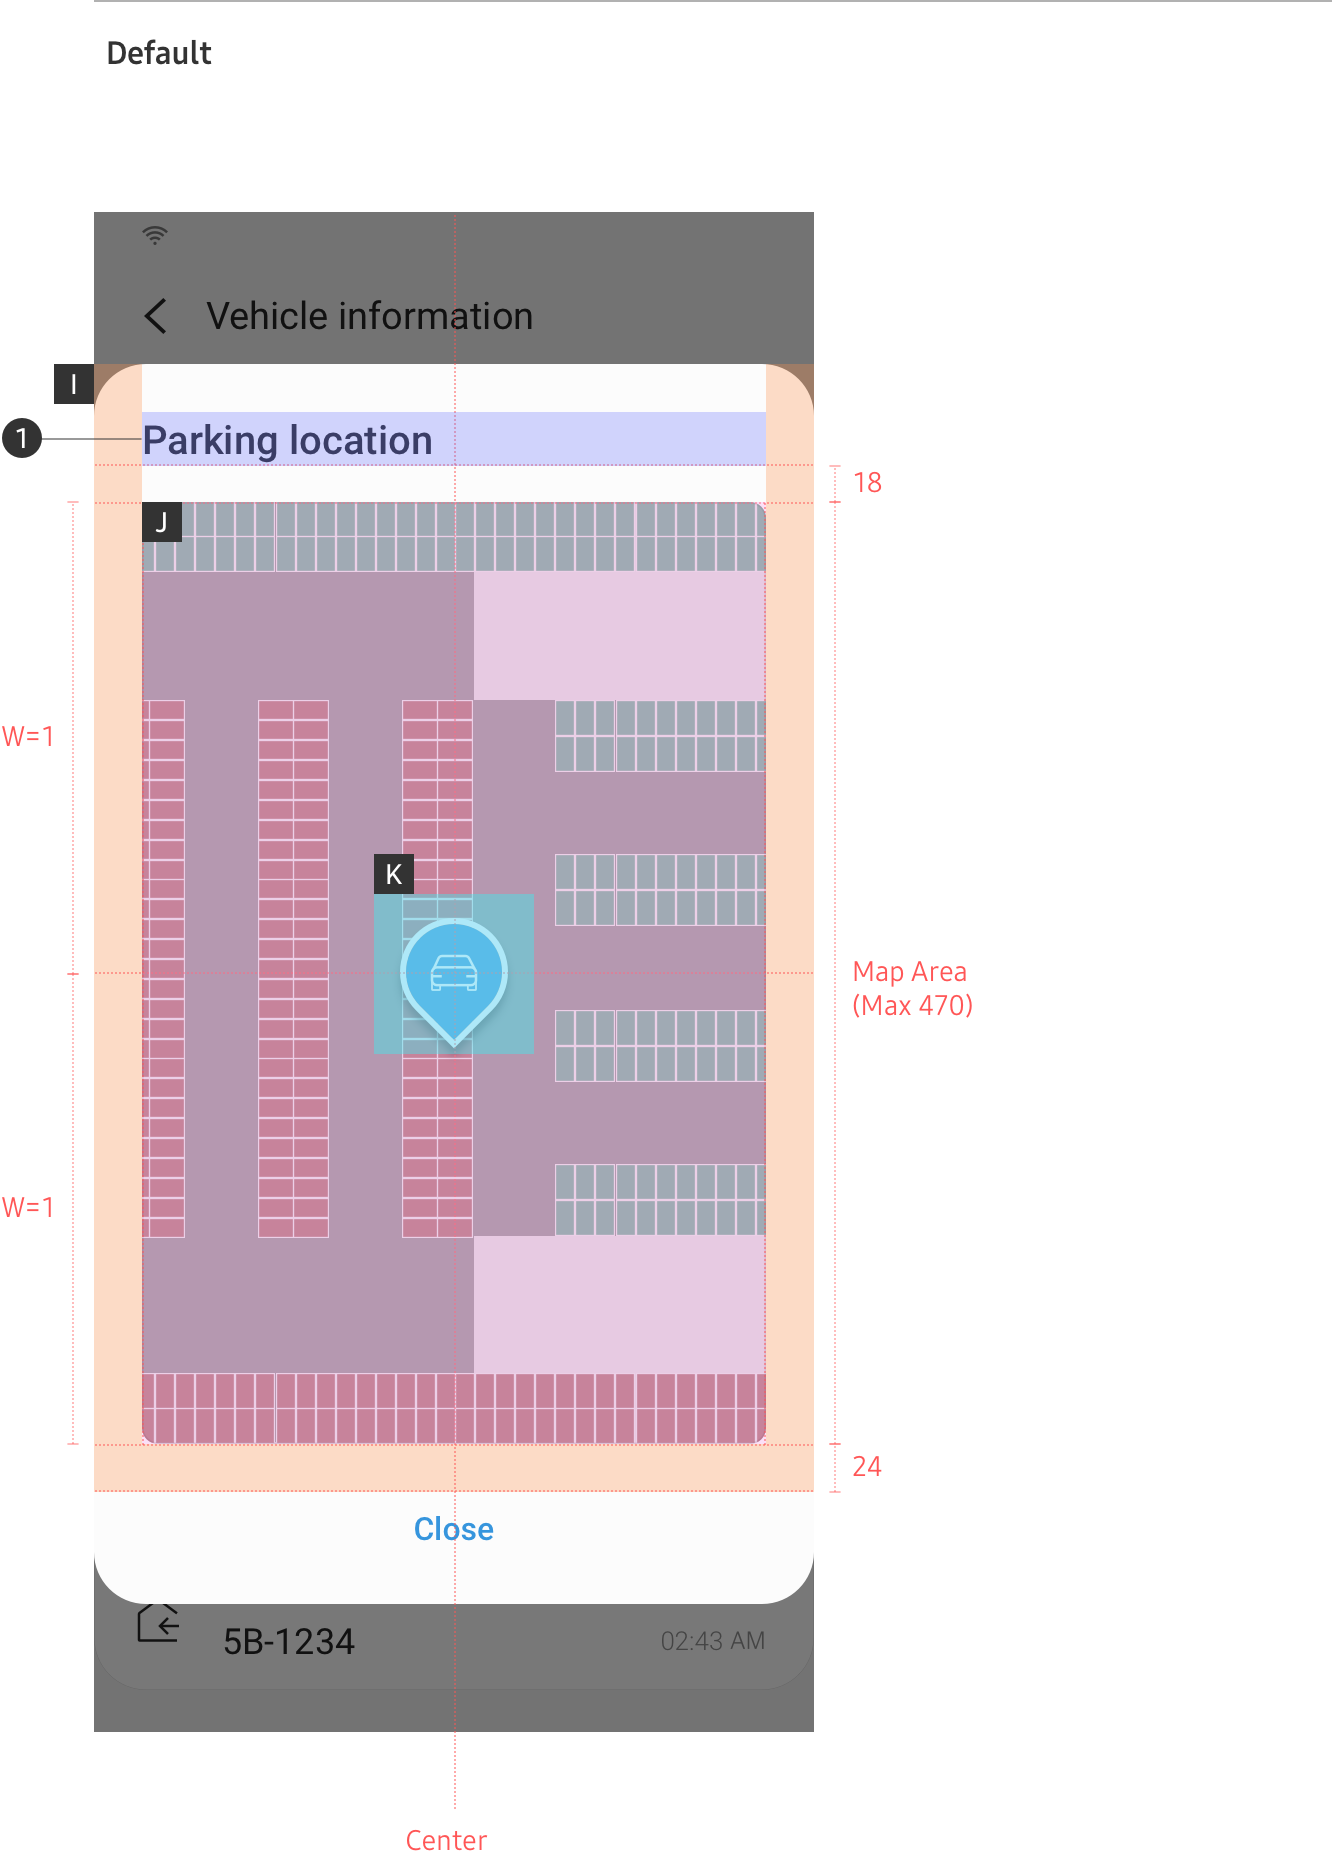 Default
Vehicle information
I
1
Parking location
18
J
W=1
K
Map Area
(Max 470)
W=1
24
Close
5B-1234
02:43 AM
Center